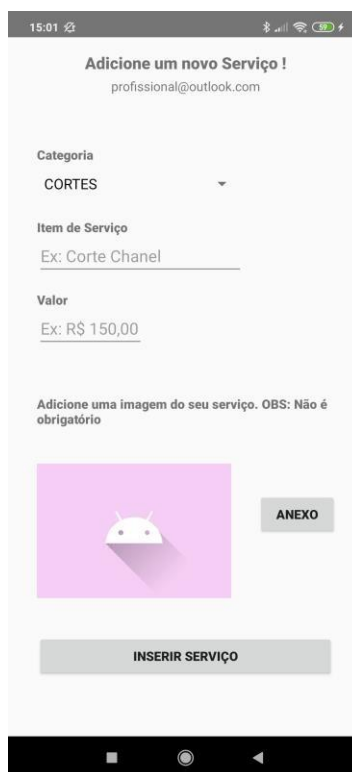 15:01
59
Adicione um novo Serviço !
profissional@outlook.com
Categoria
CORTES
Item de Serviço
Ex: Corte Chanel
Valor
Ex: R$ 150,00
Adicione uma imagem do seu serviço. OBS: Não é
obrigatório
ANEXO
INSERIR SERVIÇO